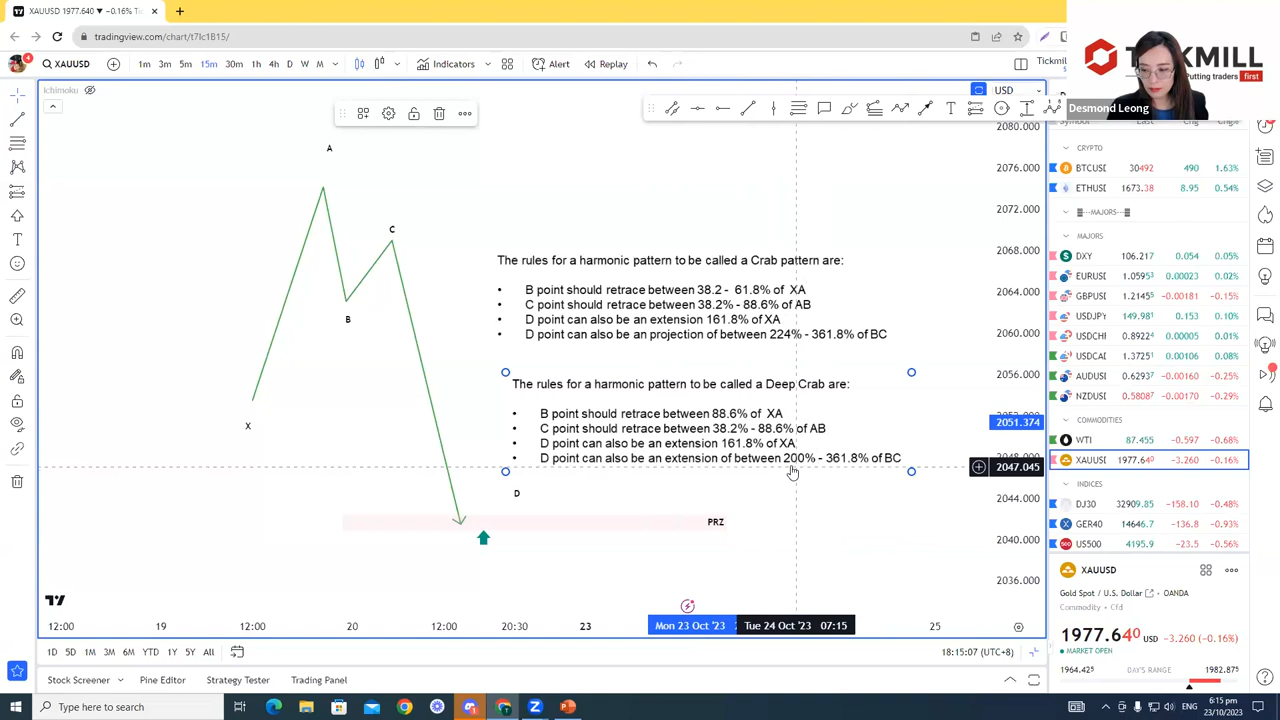 XAUUSD 1977.640 ▼ −0.16%
tradingview.com/chart/t7Ic1B15/
4
XAUUSD
1m 3m 5m 15m 30m 1h 4h D W M
Indicators
Alert
Replay
Tickmill
TICKMILL
Putting traders first
Desmond Leong
Ichimoku
USD
A
C
B
X
D
PRZ
The rules for a harmonic pattern to be called a Crab pattern are:
• B point should retrace between 38.2 - 61.8% of XA
• C point should retrace between 38.2% - 88.6% of AB
• D point can also be an extension 161.8% of XA
• D point can also be an projection of between 224% - 361.8% of BC
The rules for a harmonic pattern to be called a Deep Crab are:
• B point should retrace between 88.6% of XA
• C point should retrace between 38.2% - 88.6% of AB
• D point can also be an extension 161.8% of XA
• D point can also be an extension of between 200% - 361.8% of BC
2080.000
2076.000
2072.000
2068.000
2064.000
2060.000
2056.000
2051.374
2047.045
2044.000
2040.000
2036.000
12:00 19 12:00 20 20:30 23 Mon 23 Oct '23 Tue 24 Oct '23 07:15 25
1D 5D 1M 3M 6M YTD 1Y 5Y All
18:15:07 (UTC+8)
Stock Screener Pine Editor Strategy Tester Trading Panel
Symbol Last Chg Chg%
CRYPTO
BTCUSD 30492 490 1.63%
ETHUSD 1673.38 8.95 0.54%
---MAJORS---
MAJORS
DXY 106.217 0.054 0.05%
EURUSD 1.05953 0.00023 0.02%
GBPUSD 1.21455 −0.00181 −0.15%
USDJPY 149.981 0.153 0.10%
USDCHF 0.89224 0.00005 0.01%
USDCAD 1.37251 0.00106 0.08%
AUDUSD 0.62937 −0.00160 −0.25%
NZDUSD 0.58087 −0.00170 −0.29%
COMMODITIES
WTI 87.455 −0.597 −0.68%
XAUUSD 1977.640 −3.260 −0.16%
INDICES
DJ30 32909.85 −158.10 −0.48%
GER40 14646.7 −136.8 −0.93%
US500 4195.9 −23.5 −0.56%
XAUUSD
Gold Spot / U.S. Dollar • OANDA
Commodity • Cfd
1977.640 USD −3.260 (−0.16%)
MARKET OPEN
1964.425 DAY'S RANGE 1982.875
Type here to search
6:15 pm
23/10/2023